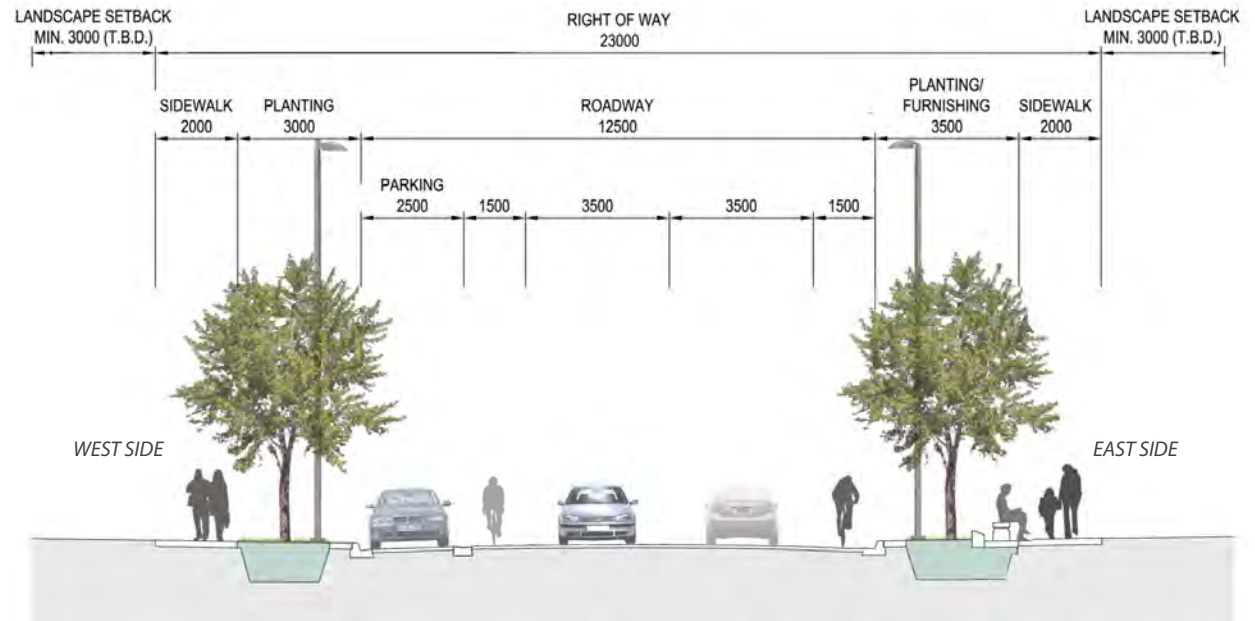 LANDSCAPE SETBACK
MIN. 3000 (T.B.D.)
RIGHT OF WAY
23000
LANDSCAPE SETBACK
MIN. 3000 (T.B.D.)
SIDEWALK
2000
PLANTING
3000
ROADWAY
12500
PLANTING/
FURNISHING
3500
SIDEWALK
2000
PARKING
2500
1500
3500
3500
1500
WEST SIDE
EAST SIDE